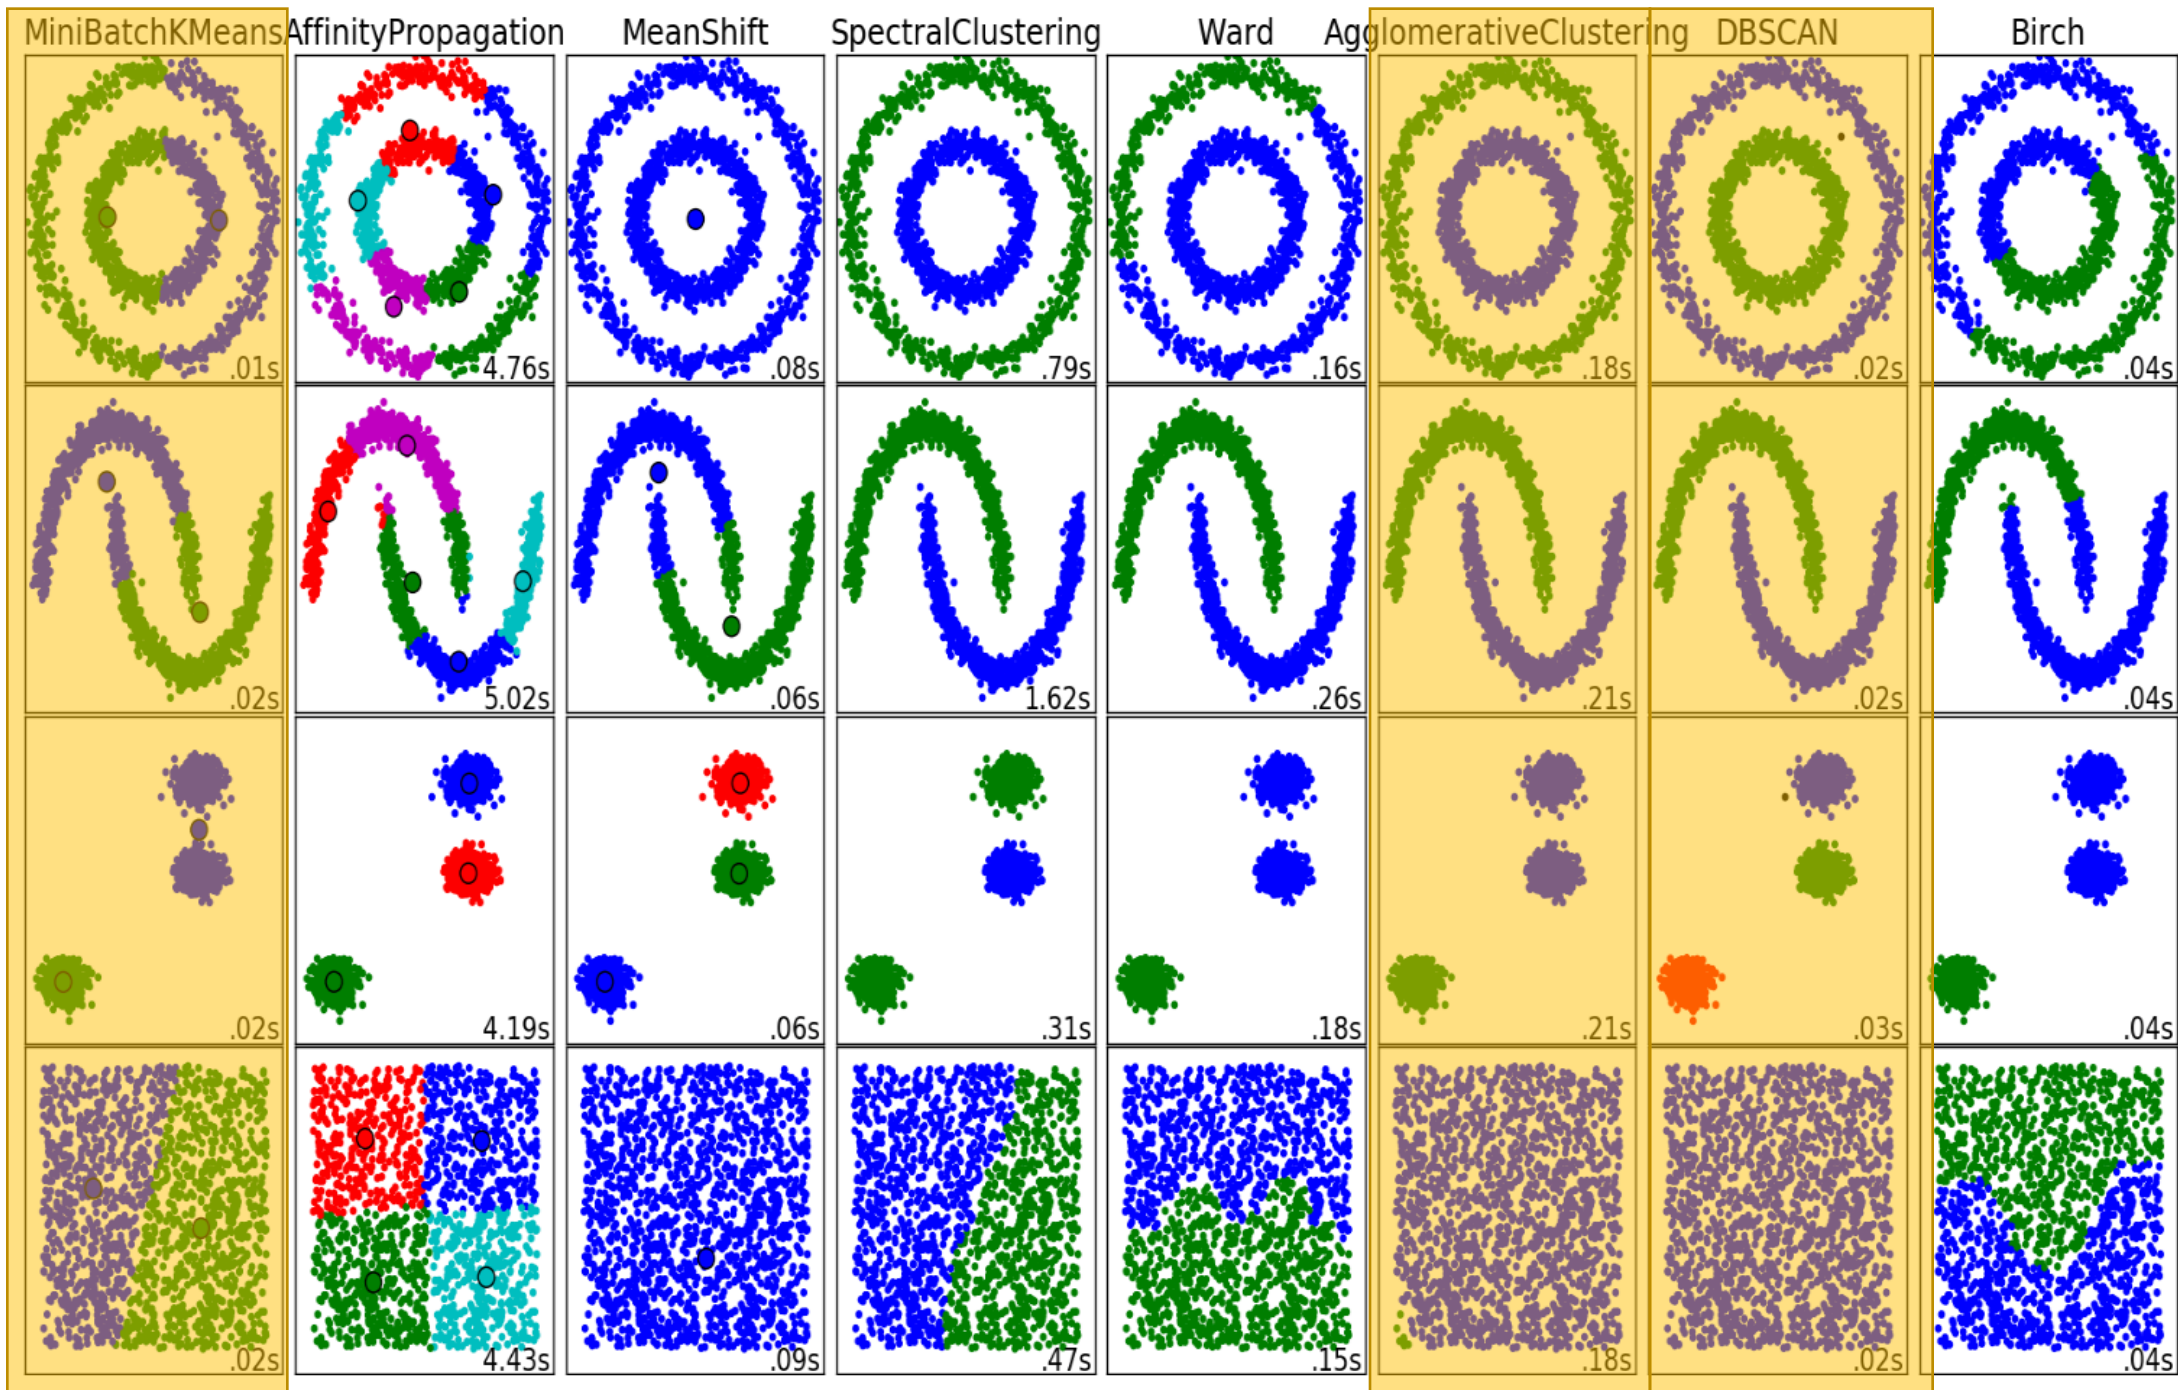 MiniBatchKMeans AffinityPropagation MeanShift SpectralClustering Ward AgglomerativeClustering DBSCAN Birch
.01s 4.76s .08s .79s .16s .18s .02s .04s
.02s 5.02s .06s 1.62s .26s .21s .02s .04s
.02s 4.19s .06s .31s .18s .21s .03s .04s
.02s 4.43s .09s .47s .15s .18s .02s .04s